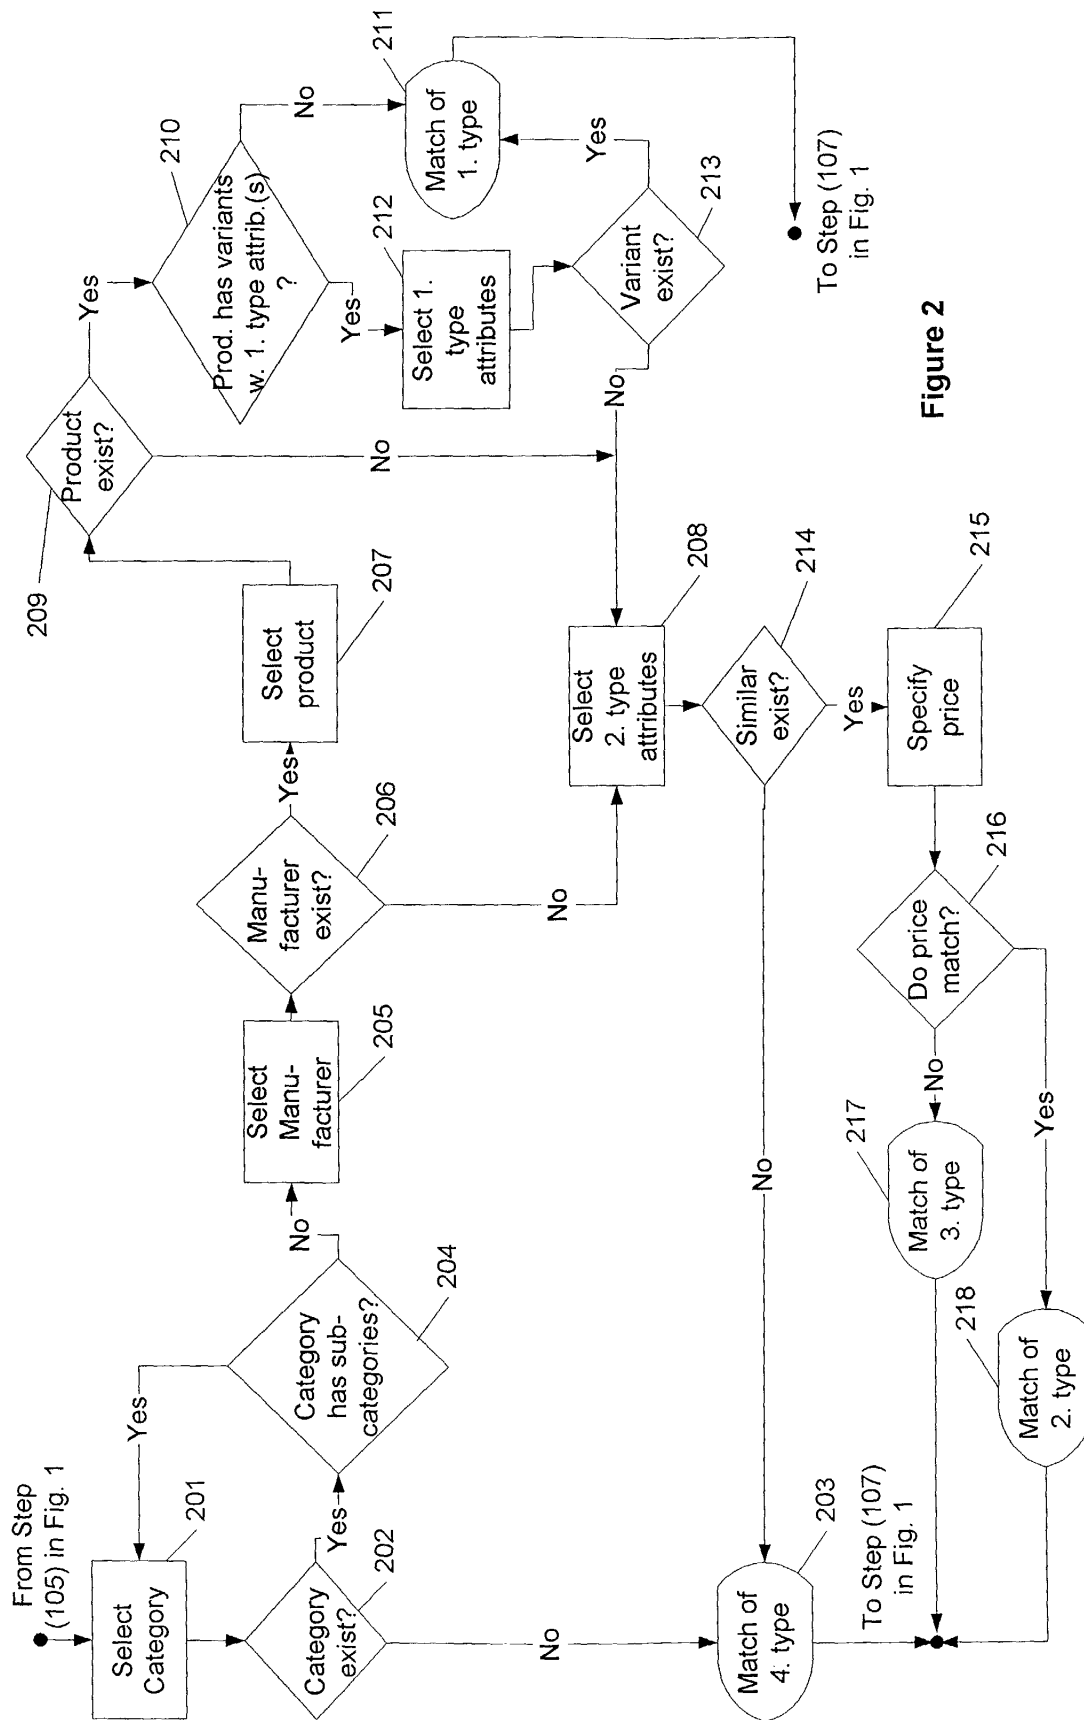 From Step
(105) in Fig. 1
Select
Category
201
Category
exist?
202
Yes
No
Category
has sub-
categories?
204
Yes
No
Select
Manu-
facturer
205
Manu-
facturer
exist?
206
Yes
No
Select
product
207
Product
exist?
209
Yes
No
Prod. has variants
w. 1. type attrib.(s)
?
210
No
Yes
Match of
1. type
211
Select 1.
type
attributes
212
Variant
exist?
213
Yes
No
To Step (107)
in Fig. 1
Select
2. type
attributes
208
Similar
exist?
214
Yes
No
Specify
price
215
Do price
match?
216
No
Yes
Match of
3. type
217
Match of
2. type
218
Match of
4. type
203
To Step (107)
in Fig. 1
Figure 2